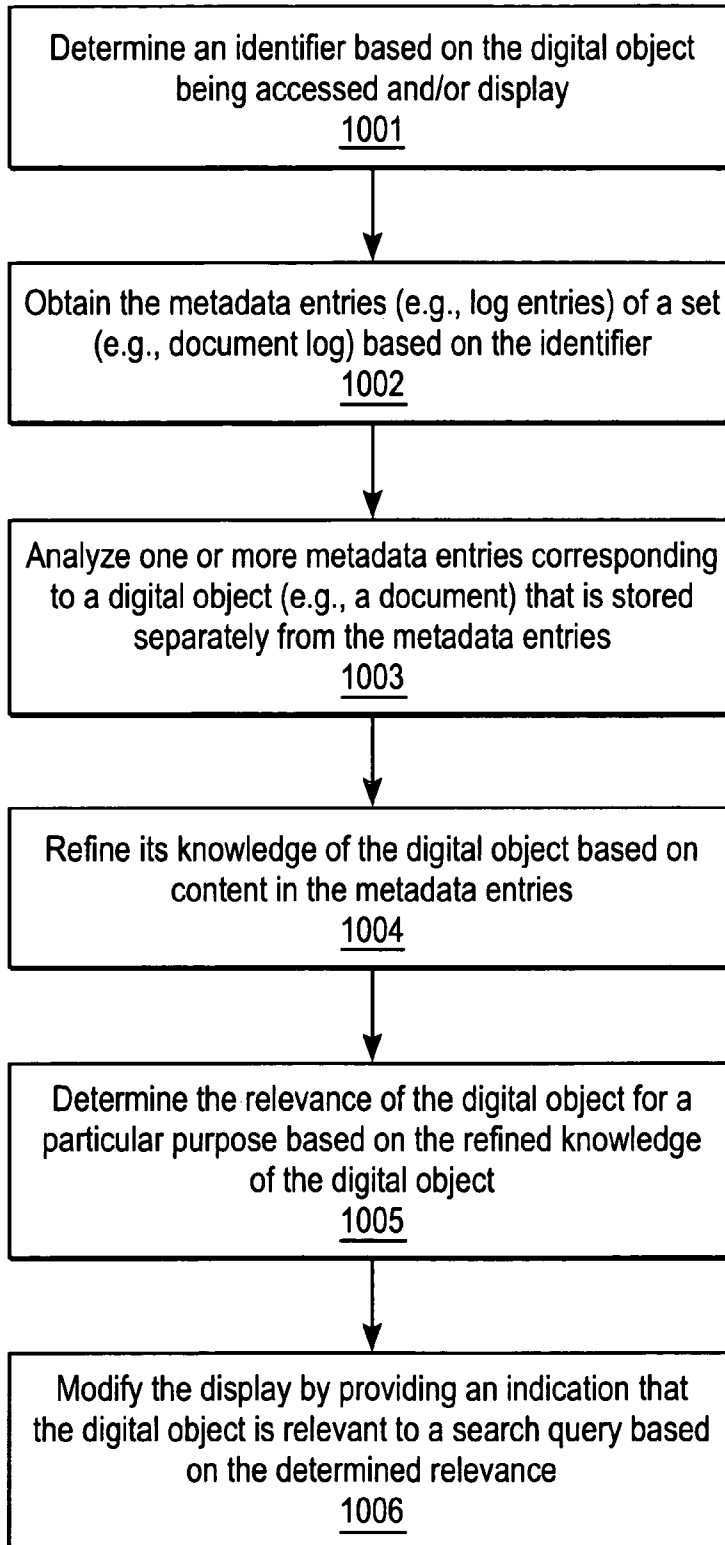 Determine an identifier based on the digital object
being accessed and/or display
1001
Obtain the metadata entries (e.g., log entries) of a set
(e.g., document log) based on the identifier
1002
Analyze one or more metadata entries corresponding
to a digital object (e.g., a document) that is stored
separately from the metadata entries
1003
Refine its knowledge of the digital object based on
content in the metadata entries
1004
Determine the relevance of the digital object for a
particular purpose based on the refined knowledge
of the digital object
1005
Modify the display by providing an indication that
the digital object is relevant to a search query based
on the determined relevance
1006